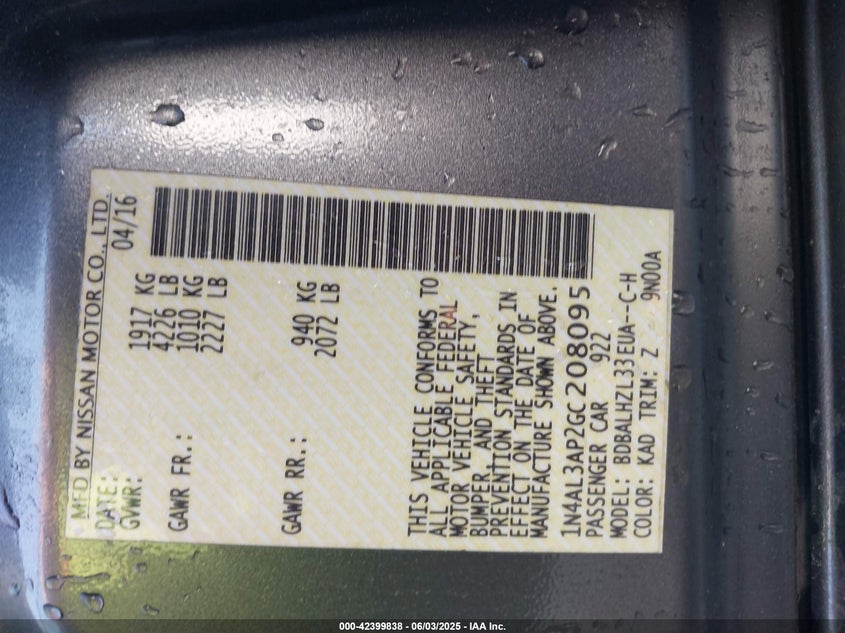 MFD BY NISSAN MOTOR CO., LTD.
DATE: 04/16
GVWR: 1917 KG
4226 LB
GAWR FR.: 1010 KG
2227 LB
GAWR RR.: 940 KG
2072 LB
THIS VEHICLE CONFORMS TO
ALL APPLICABLE FEDERAL
MOTOR VEHICLE SAFETY,
BUMPER, AND THEFT
PREVENTION STANDARDS IN
EFFECT ON THE DATE OF
MANUFACTURE SHOWN ABOVE.
1N4AL3AP2GC208095
PASSENGER CAR 922
MODEL: BDBALHZL33EUA--C-H
COLOR: KAD TRIM: Z 9N00A
000-42399838 - 06/03/2025 - IAA Inc.